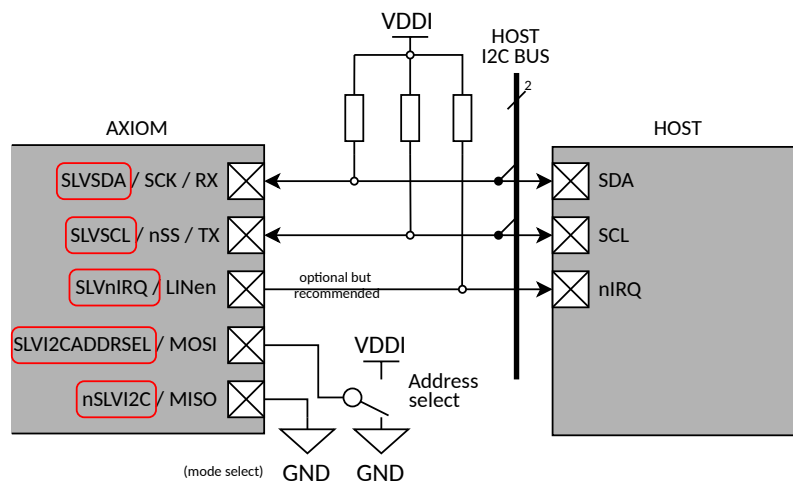 VDDI
HOST
I2C BUS
2
AXIOM
HOST
SLVSDA / SCK / RX
SDA
SLVSCL / nSS / TX
SCL
SLVnIRQ / LINen
optional but
recommended
nIRQ
SLVI2CADDRSEL / MOSI
VDDI
Address
select
nSLVI2C / MISO
(mode select)
GND
GND